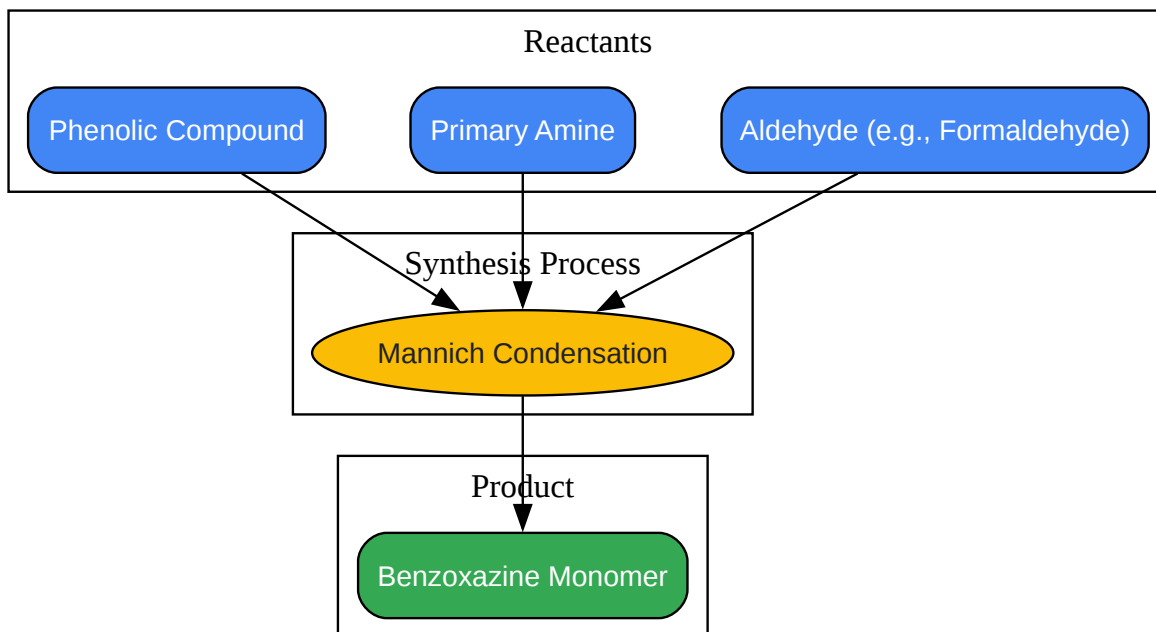 Reactants
Phenolic Compound
Primary Amine
Aldehyde (e.g., Formaldehyde)
Synthesis Process
Mannich Condensation
Product
Benzoxazine Monomer